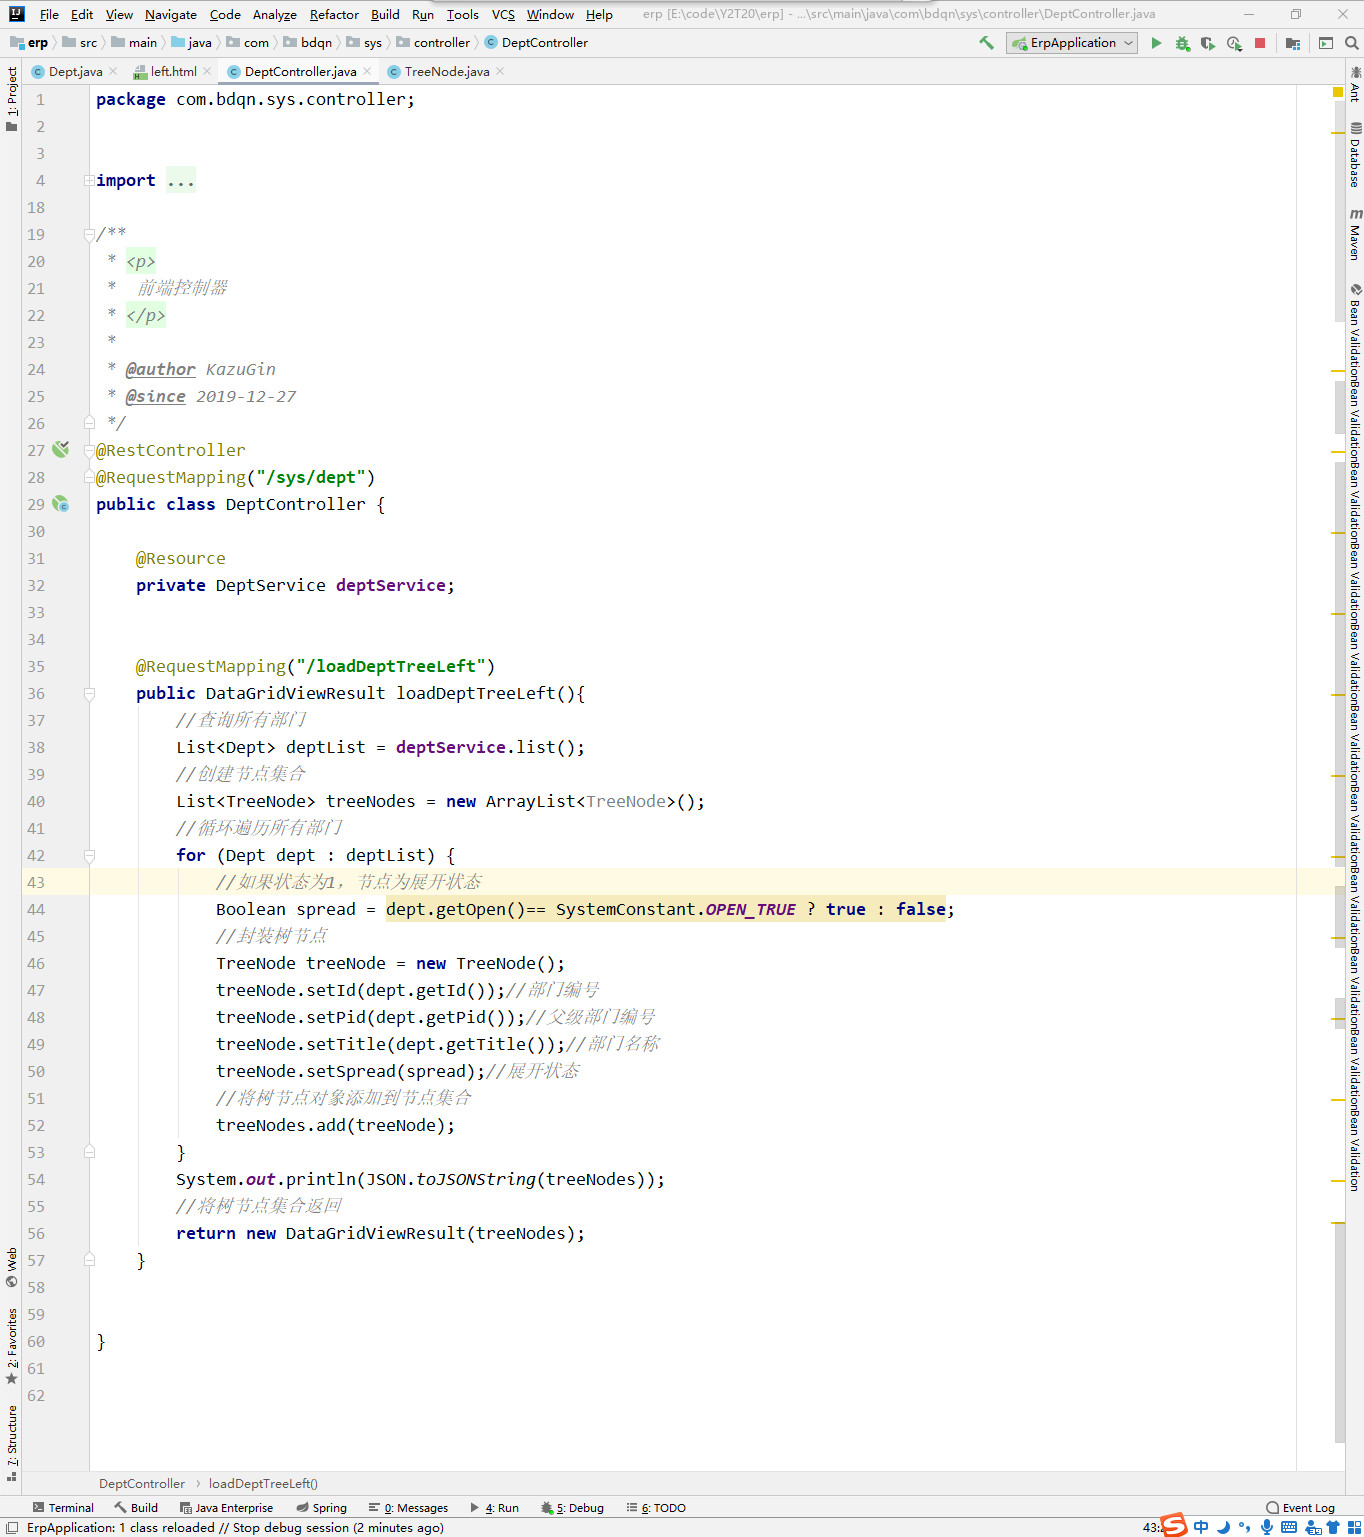 File Edit View Navigate Code Analyze Refactor Build Run Tools VCS Window Help erp [E:\code\Y2T20\erp] - ...\src\main\java\com\bdqn\sys\controller\DeptController.java
erp src main java com bdqn sys controller DeptController ErpApplication
Dept.java left.html DeptController.java TreeNode.java
1 package com.bdqn.sys.controller;
2
3
4 import ...
18
19 /**
20 * <p>
21 * 前端控制器
22 * </p>
23 *
24 * @author KazuGin
25 * @since 2019-12-27
26 */
27 @RestController
28 @RequestMapping("/sys/dept")
29 public class DeptController {
30
31 @Resource
32 private DeptService deptService;
33
34
35 @RequestMapping("/loadDeptTreeLeft")
36 public DataGridViewResult loadDeptTreeLeft(){
37 //查询所有部门
38 List<Dept> deptList = deptService.list();
39 //创建节点集合
40 List<TreeNode> treeNodes = new ArrayList<TreeNode>();
41 //循环遍历所有部门
42 for (Dept dept : deptList) {
43 //如果状态为1，节点为展开状态
44 Boolean spread = dept.getOpen()== SystemConstant.OPEN_TRUE ? true : false;
45 //封装树节点
46 TreeNode treeNode = new TreeNode();
47 treeNode.setId(dept.getId());//部门编号
48 treeNode.setPid(dept.getPid());//父级部门编号
49 treeNode.setTitle(dept.getTitle());//部门名称
50 treeNode.setSpread(spread);//展开状态
51 //将树节点对象添加到节点集合
52 treeNodes.add(treeNode);
53 }
54 System.out.println(JSON.toJSONString(treeNodes));
55 //将树节点集合返回
56 return new DataGridViewResult(treeNodes);
57 }
58
59
60 }
61
62
1: Project
Web
2: Favorites
7: Structure
Ant
Database
Maven
Bean ValidationBean ValidationBean ValidationBean ValidationBean ValidationBean ValidationBean ValidationBean ValidationBean ValidationBean ValidationBean Validation
DeptController loadDeptTreeLeft()
Terminal Build Java Enterprise Spring 0: Messages 4: Run 5: Debug 6: TODO Event Log
ErpApplication: 1 class reloaded // Stop debug session (2 minutes ago) 43: 中